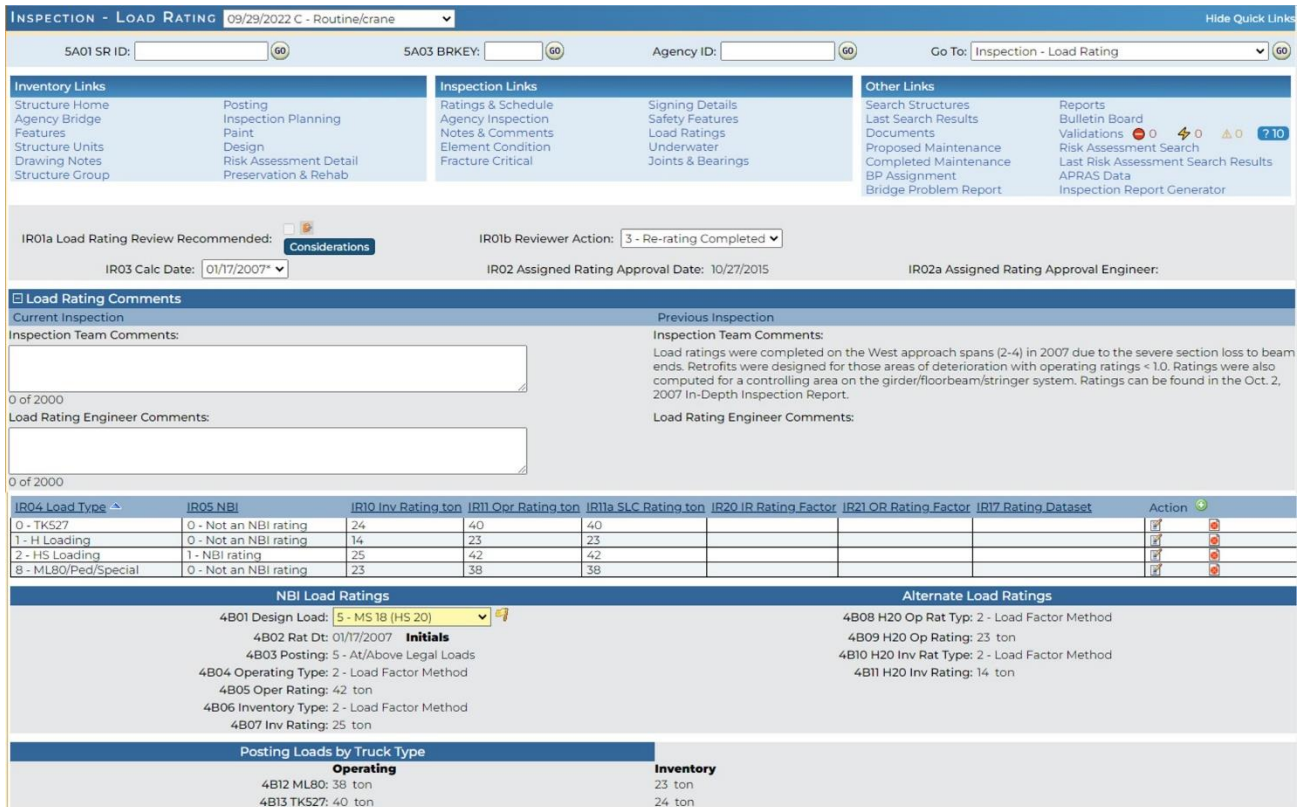 INSPECTION - LOAD RATING 09/29/2022 C - Routine/crane Hide Quick Links
5A01 SR ID: GO 5A03 BRKEY: GO Agency ID: GO Go To: Inspection - Load Rating GO
Inventory Links Inspection Links Other Links
Structure Home Posting Ratings & Schedule Signing Details Search Structures Reports
Agency Bridge Inspection Planning Agency Inspection Safety Features Last Search Results Bulletin Board
Features Paint Notes & Comments Load Ratings Documents Validations 0 0 0 ? 10
Structure Units Design Element Condition Underwater Proposed Maintenance Risk Assessment Search
Drawing Notes Risk Assessment Detail Fracture Critical Joints & Bearings Completed Maintenance Last Risk Assessment Search Results
Structure Group Preservation & Rehab BP Assignment APRAS Data
Bridge Problem Report Inspection Report Generator
IR01a Load Rating Review Recommended: Considerations IR01b Reviewer Action: 3 - Re-rating Completed
IR03 Calc Date: 01/17/2007* IR02 Assigned Rating Approval Date: 10/27/2015 IR02a Assigned Rating Approval Engineer:
Load Rating Comments
Current Inspection Previous Inspection
Inspection Team Comments: Inspection Team Comments:
Load ratings were completed on the West approach spans (2-4) in 2007 due to the severe section loss to beam
ends. Retrofits were designed for those areas of deterioration with operating ratings < 1.0. Ratings were also
computed for a controlling area on the girder/floorbeam/stringer system. Ratings can be found in the Oct. 2,
2007 In-Depth Inspection Report.
0 of 2000
Load Rating Engineer Comments: Load Rating Engineer Comments:
0 of 2000
IR04 Load Type IR05 NBI IR10 Inv Rating ton IR11 Opr Rating ton IR11a SLC Rating ton IR20 IR Rating Factor IR21 OR Rating Factor IR17 Rating Dataset Action
0 - TK527 0 - Not an NBI rating 24 40 40
1 - H Loading 0 - Not an NBI rating 14 23 23
2 - HS Loading 1 - NBI rating 25 42 42
8 - ML80/Ped/Special 0 - Not an NBI rating 23 38 38
NBI Load Ratings Alternate Load Ratings
4B01 Design Load: 5 - MS 18 (HS 20) 4B08 H20 Op Rat Typ: 2 - Load Factor Method
4B02 Rat Dt: 01/17/2007 Initials 4B09 H20 Op Rating: 23 ton
4B03 Posting: 5 - At/Above Legal Loads 4B10 H20 Inv Rat Type: 2 - Load Factor Method
4B04 Operating Type: 2 - Load Factor Method 4B11 H20 Inv Rating: 14 ton
4B05 Oper Rating: 42 ton
4B06 Inventory Type: 2 - Load Factor Method
4B07 Inv Rating: 25 ton
Posting Loads by Truck Type
Operating Inventory
4B12 ML80: 38 ton 23 ton
4B13 TK527: 40 ton 24 ton